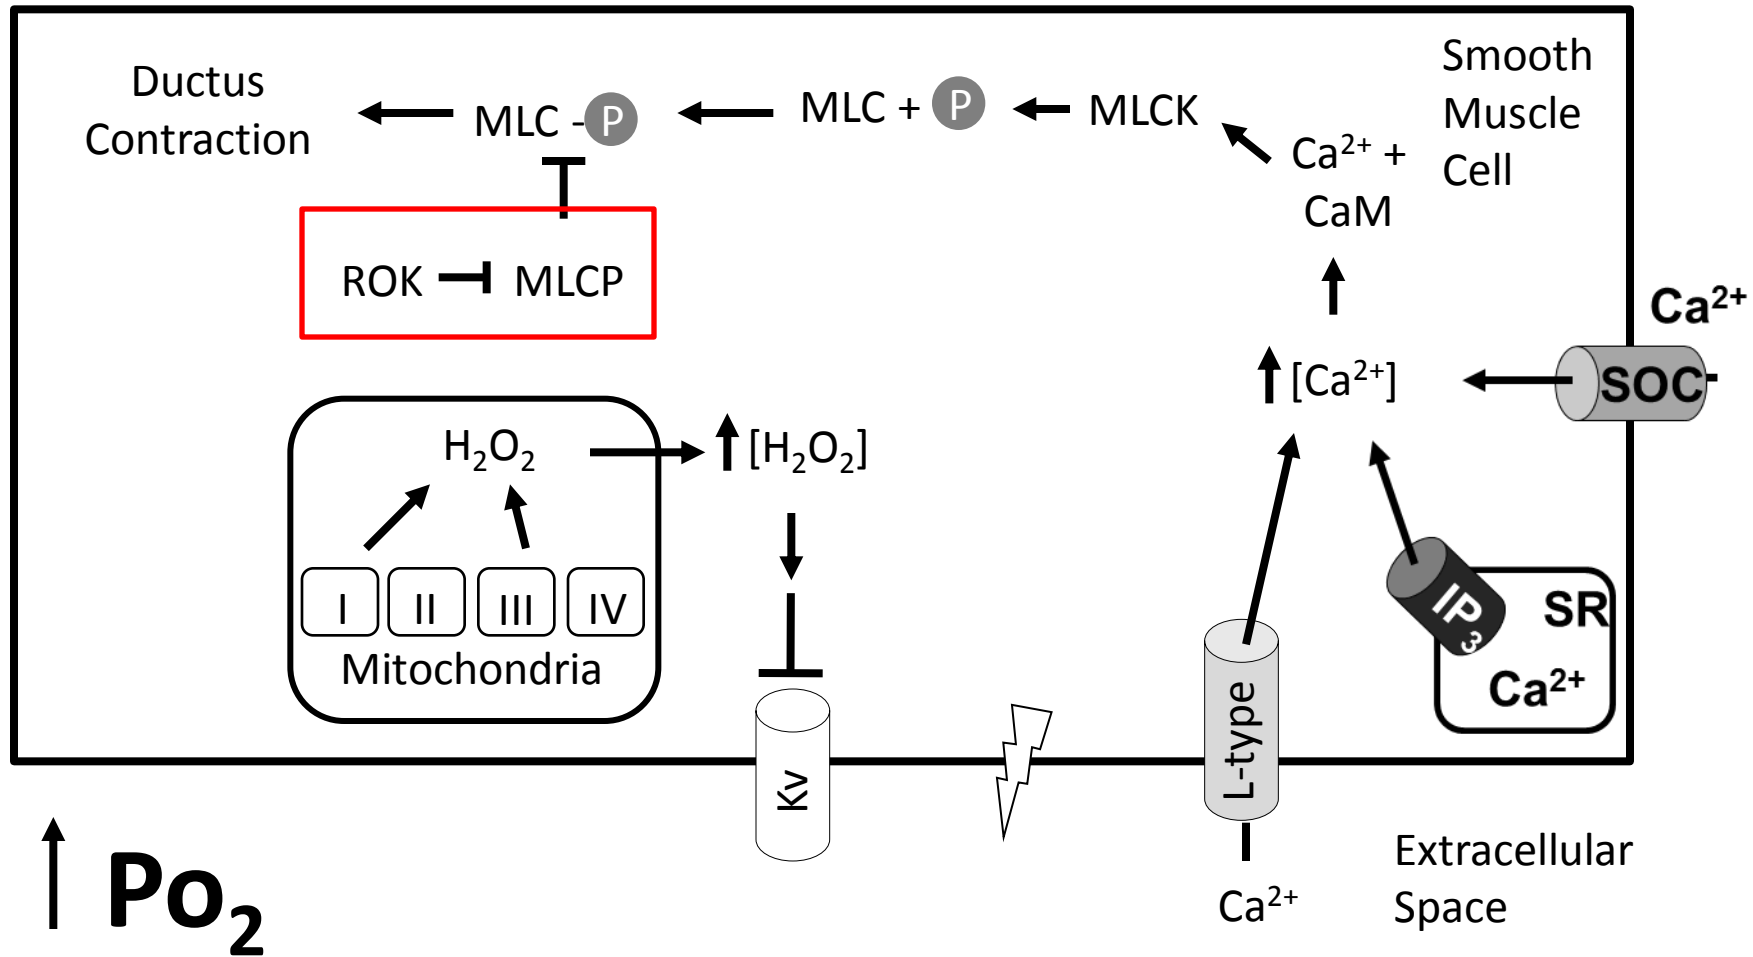 Ductus
Contraction
MLC - P
MLC + P
MLCK
Ca²⁺ +
CaM
Smooth
Muscle
Cell
ROK
MLCP
Ca²⁺
SOC
[Ca²⁺]
H₂O₂
[H₂O₂]
I
II
III
IV
Mitochondria
IP₃
SR
Ca²⁺
Kv
L-type
Ca²⁺
Extracellular
Space
Po₂